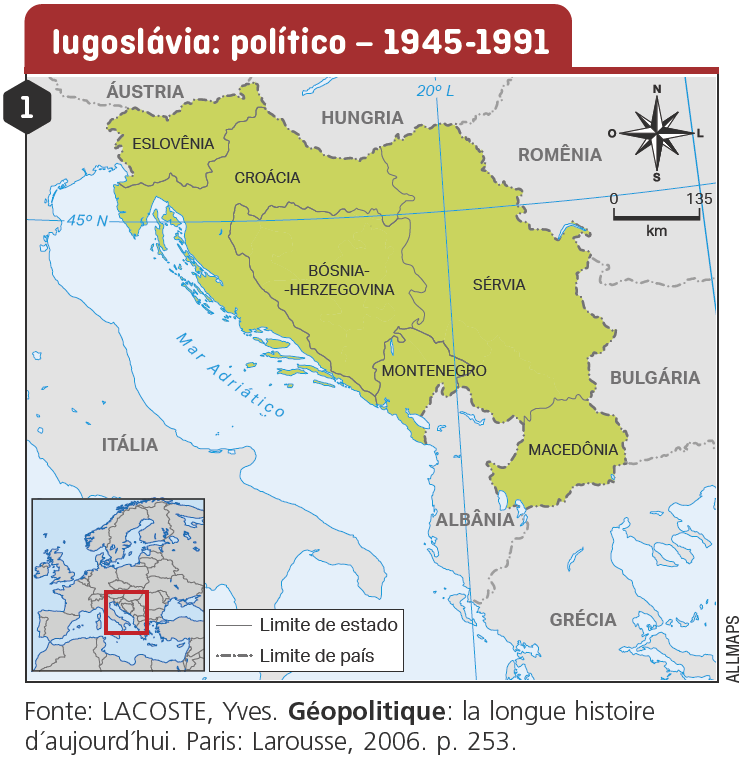 Iugoslávia: político – 1945-1991
1
ÁUSTRIA
20º L
HUNGRIA
N
O
L
S
ESLOVÊNIA
ROMÊNIA
CROÁCIA
0
135
km
45º N
BÓSNIA-
-HERZEGOVINA
SÉRVIA
Mar Adriático
MONTENEGRO
BULGÁRIA
ITÁLIA
MACEDÔNIA
ALBÂNIA
GRÉCIA
Limite de estado
Limite de país
ALLMAPS
Fonte: LACOSTE, Yves. Géopolitique: la longue histoire
d´aujourd´hui. Paris: Larousse, 2006. p. 253.